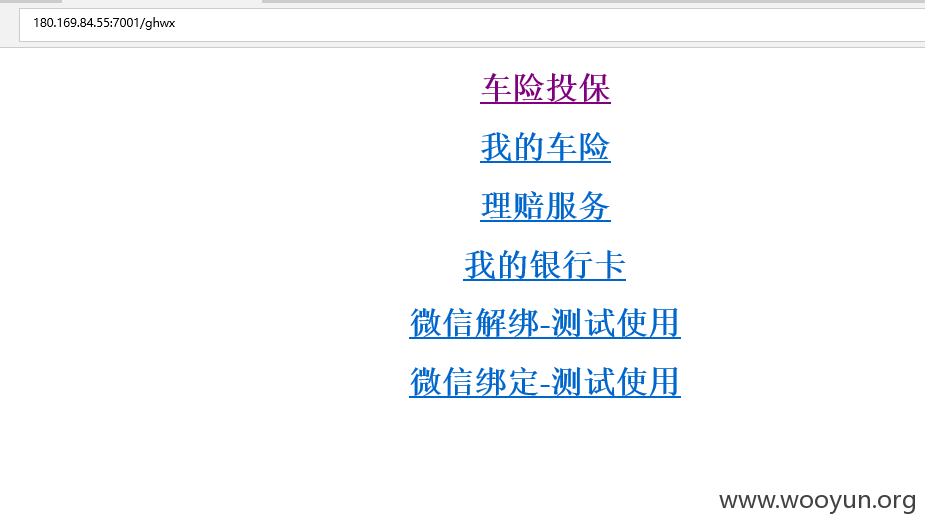 180.169.84.55:7001/ghwx
车险投保
我的车险
理赔服务
我的银行卡
微信解绑-测试使用
微信绑定-测试使用
www.wooyun.org